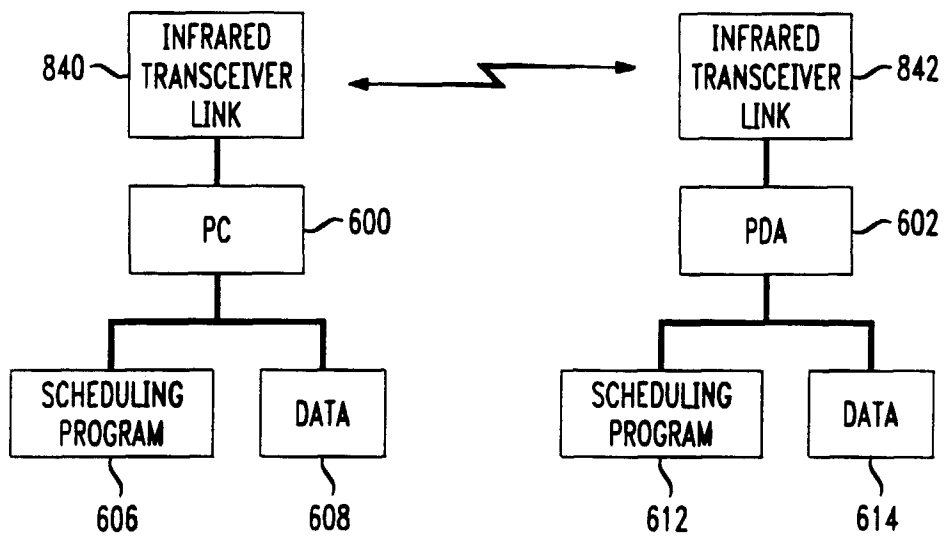 INFRARED
TRANSCEIVER
LINK
840
INFRARED
TRANSCEIVER
LINK
842
PC
600
PDA
602
SCHEDULING
PROGRAM
DATA
SCHEDULING
PROGRAM
DATA
606
608
612
614